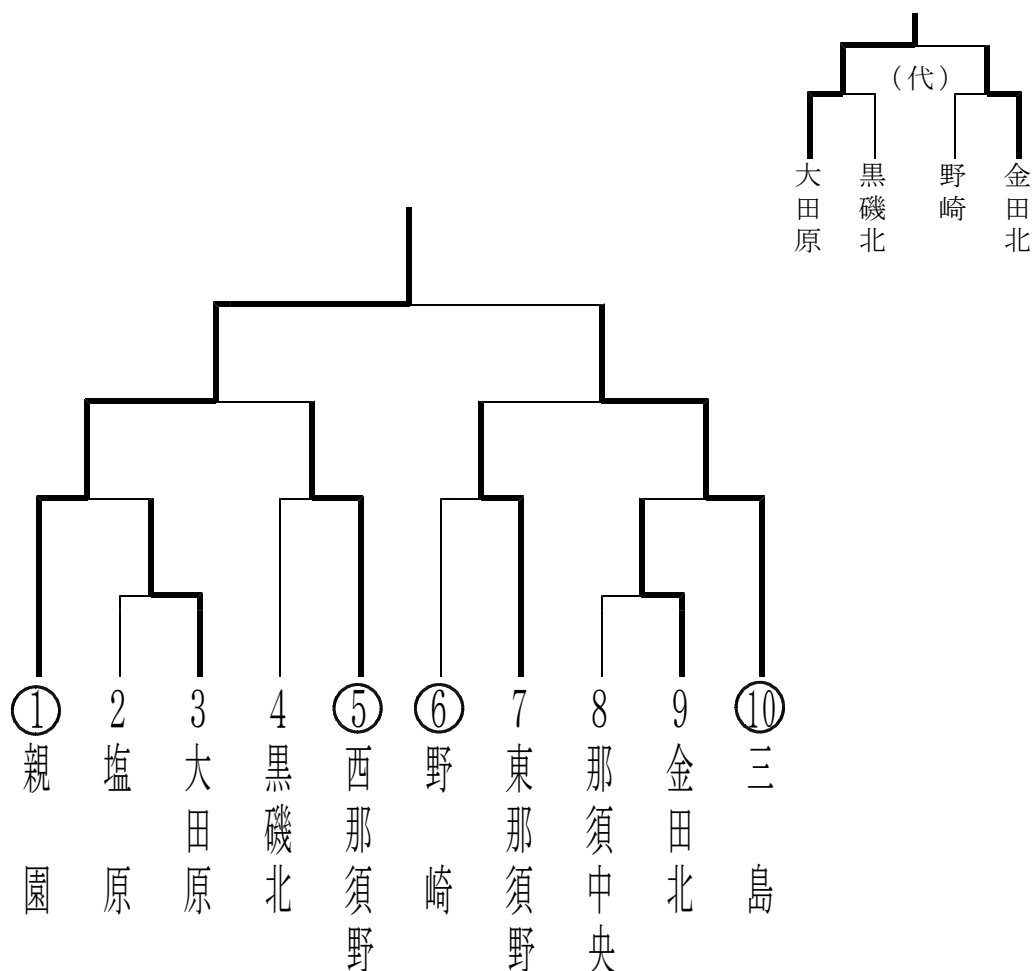 (代)
大田原
黒磯北
野崎
金田北
① 親園
2 塩原
3 大田原
4 黒磯北
⑤ 西那須野
⑥ 野崎
7 東那須野
8 那須中央
9 金田北
⑩ 三島